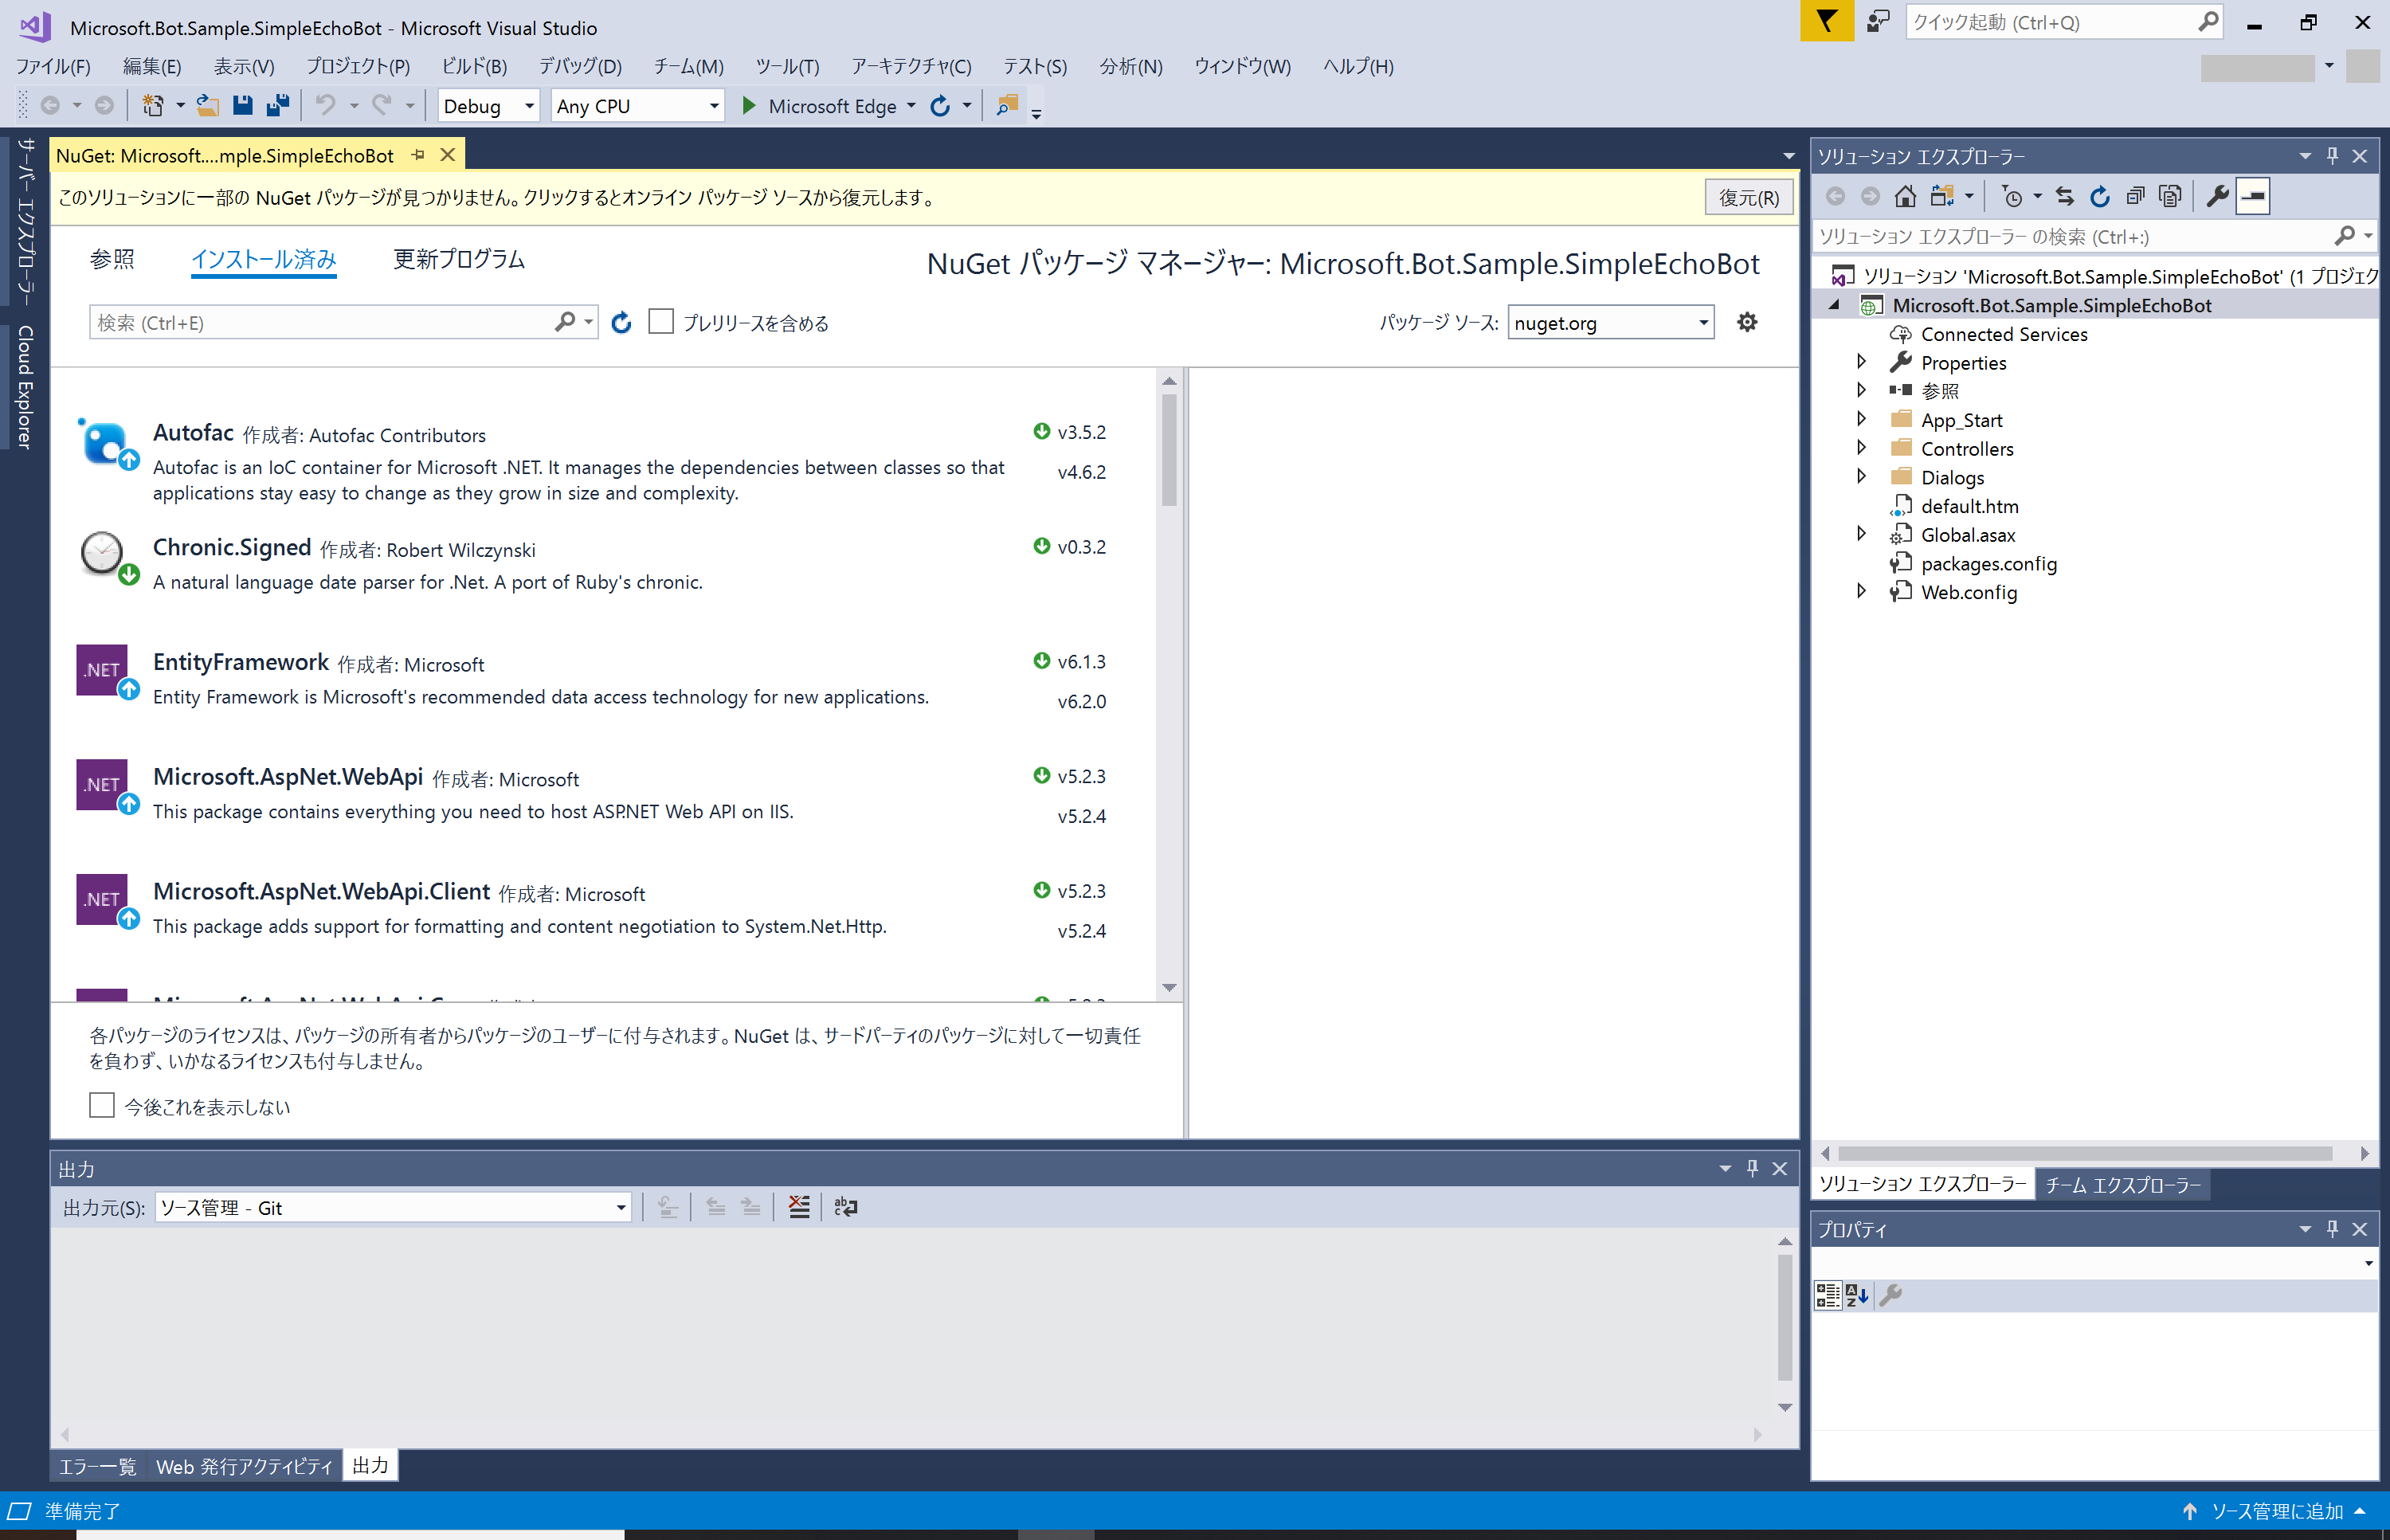 Microsoft.Bot.Sample.SimpleEchoBot - Microsoft Visual Studio
クイック起動 (Ctrl+Q)
ファイル(F) 編集(E) 表示(V) プロジェクト(P) ビルド(B) デバッグ(D) チーム(M) ツール(T) アーキテクチャ(C) テスト(S) 分析(N) ウィンドウ(W) ヘルプ(H)
Debug Any CPU Microsoft Edge
サーバー エクスプローラー
Cloud Explorer
NuGet: Microsoft....mple.SimpleEchoBot
このソリューションに一部の NuGet パッケージが見つかりません。クリックするとオンライン パッケージ ソースから復元します。
復元(R)
参照 インストール済み 更新プログラム
NuGet パッケージ マネージャー: Microsoft.Bot.Sample.SimpleEchoBot
検索 (Ctrl+E)
プレリリースを含める
パッケージ ソース: nuget.org
Autofac 作成者: Autofac Contributors
v3.5.2
Autofac is an IoC container for Microsoft .NET. It manages the dependencies between classes so that
v4.6.2
applications stay easy to change as they grow in size and complexity.
Chronic.Signed 作成者: Robert Wilczynski
v0.3.2
A natural language date parser for .Net. A port of Ruby's chronic.
.NET
EntityFramework 作成者: Microsoft
v6.1.3
Entity Framework is Microsoft's recommended data access technology for new applications.
v6.2.0
.NET
Microsoft.AspNet.WebApi 作成者: Microsoft
v5.2.3
This package contains everything you need to host ASP.NET Web API on IIS.
v5.2.4
.NET
Microsoft.AspNet.WebApi.Client 作成者: Microsoft
v5.2.3
This package adds support for formatting and content negotiation to System.Net.Http.
v5.2.4
各パッケージのライセンスは、パッケージの所有者からパッケージのユーザーに付与されます。NuGet は、サードパーティのパッケージに対して一切責任
を負わず、いかなるライセンスも付与しません。
今後これを表示しない
出力
出力元(S): ソース管理 - Git
エラー一覧 Web 発行アクティビティ 出力
ソリューション エクスプローラー
ソリューション エクスプローラー の検索 (Ctrl+:)
ソリューション 'Microsoft.Bot.Sample.SimpleEchoBot' (1 プロジェク
Microsoft.Bot.Sample.SimpleEchoBot
Connected Services
Properties
参照
App_Start
Controllers
Dialogs
default.htm
Global.asax
packages.config
Web.config
ソリューション エクスプローラー チーム エクスプローラー
プロパティ
準備完了
ソース管理に追加